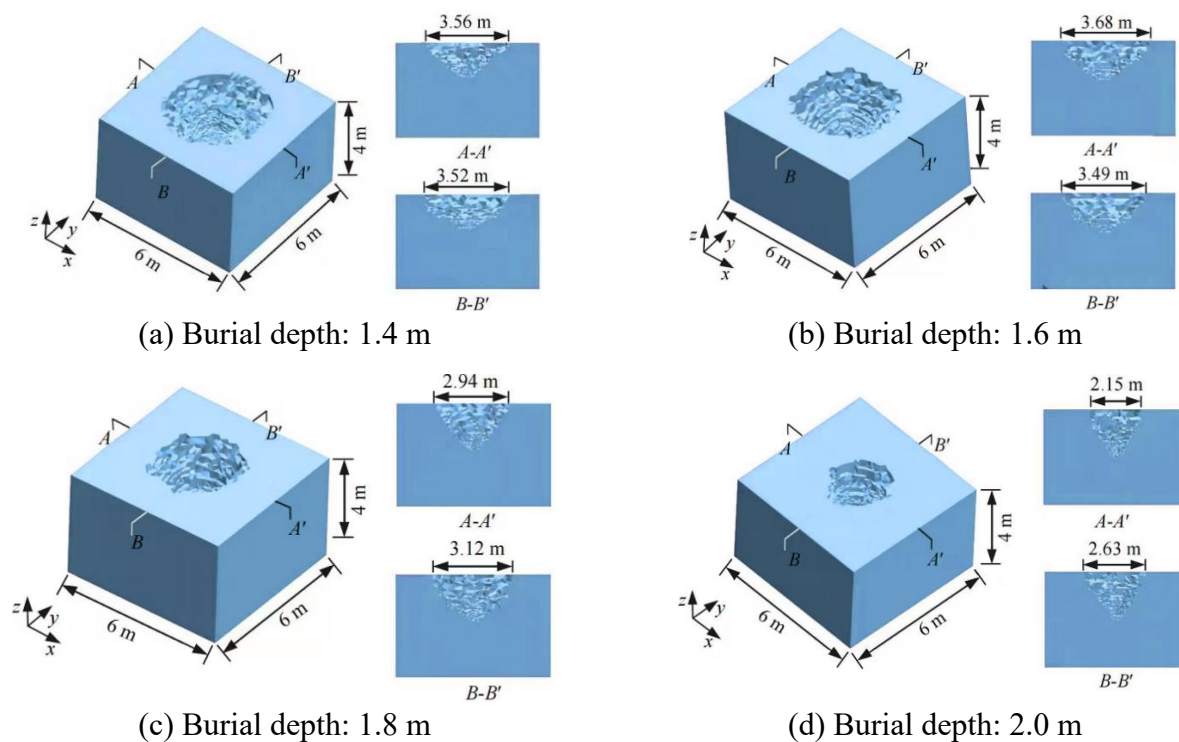 3.56 m
A
B'
4 m
A-A'
B
A'
3.52 m
z
y
x
6 m
6 m
B-B'
(a) Burial depth: 1.4 m
3.68 m
A
B'
4 m
A-A'
B
A'
3.49 m
z
y
x
6 m
6 m
B-B'
(b) Burial depth: 1.6 m
2.94 m
A
B'
4 m
A-A'
B
A'
3.12 m
z
y
x
6 m
6 m
B-B'
(c) Burial depth: 1.8 m
2.15 m
A
B'
4 m
A-A'
B
A'
2.63 m
z
y
x
6 m
6 m
B-B'
(d) Burial depth: 2.0 m